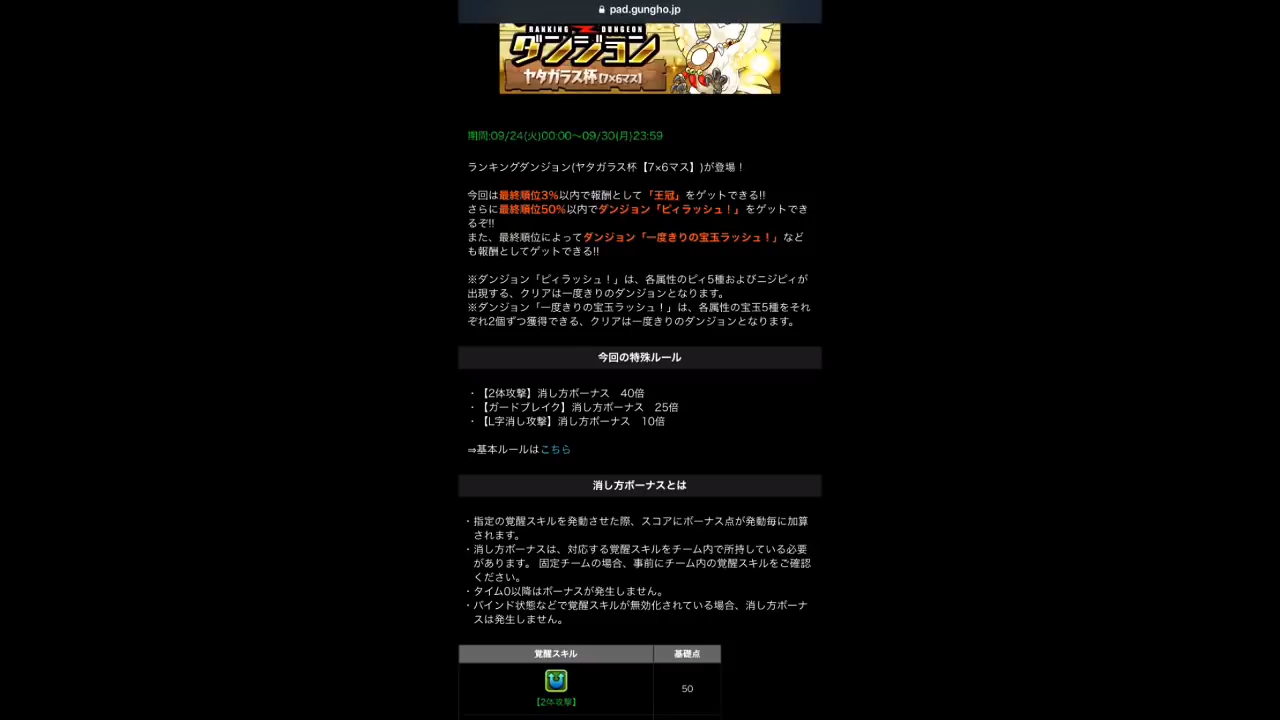 pad.gungho.jp
RANKING DUNGEON
ダンジョン
ヤタガラス杯【7×6マス】
期間:09/24(火)00:00〜09/30(月)23:59
ランキングダンジョン(ヤタガラス杯【7×6マス】)が登場！
今回は最終順位3%以内で報酬として「王冠」をゲットできる!!
さらに最終順位50%以内でダンジョン「ピィラッシュ！」をゲットでき
るぞ!!
また、最終順位によってダンジョン「一度きりの宝玉ラッシュ！」など
も報酬としてゲットできる!!
※ダンジョン「ピィラッシュ！」は、各属性のピィ5種およびニジピィが
出現する、クリアは一度きりのダンジョンとなります。
※ダンジョン「一度きりの宝玉ラッシュ！」は、各属性の宝玉5種をそれ
ぞれ2個ずつ獲得できる、クリアは一度きりのダンジョンとなります。
今回の特殊ルール
・【2体攻撃】消し方ボーナス　40倍
・【ガードブレイク】消し方ボーナス　25倍
・【L字消し攻撃】消し方ボーナス　10倍
⇒基本ルールはこちら
消し方ボーナスとは
・指定の覚醒スキルを発動させた際、スコアにボーナス点が発動毎に加算
されます。
・消し方ボーナスは、対応する覚醒スキルをチーム内で所持している必要
があります。 固定チームの場合、事前にチーム内の覚醒スキルをご確認
ください。
・タイム0以降はボーナスが発生しません。
・バインド状態などで覚醒スキルが無効化されている場合、消し方ボーナ
スは発生しません。
覚醒スキル 基礎点
50
【2体攻撃】